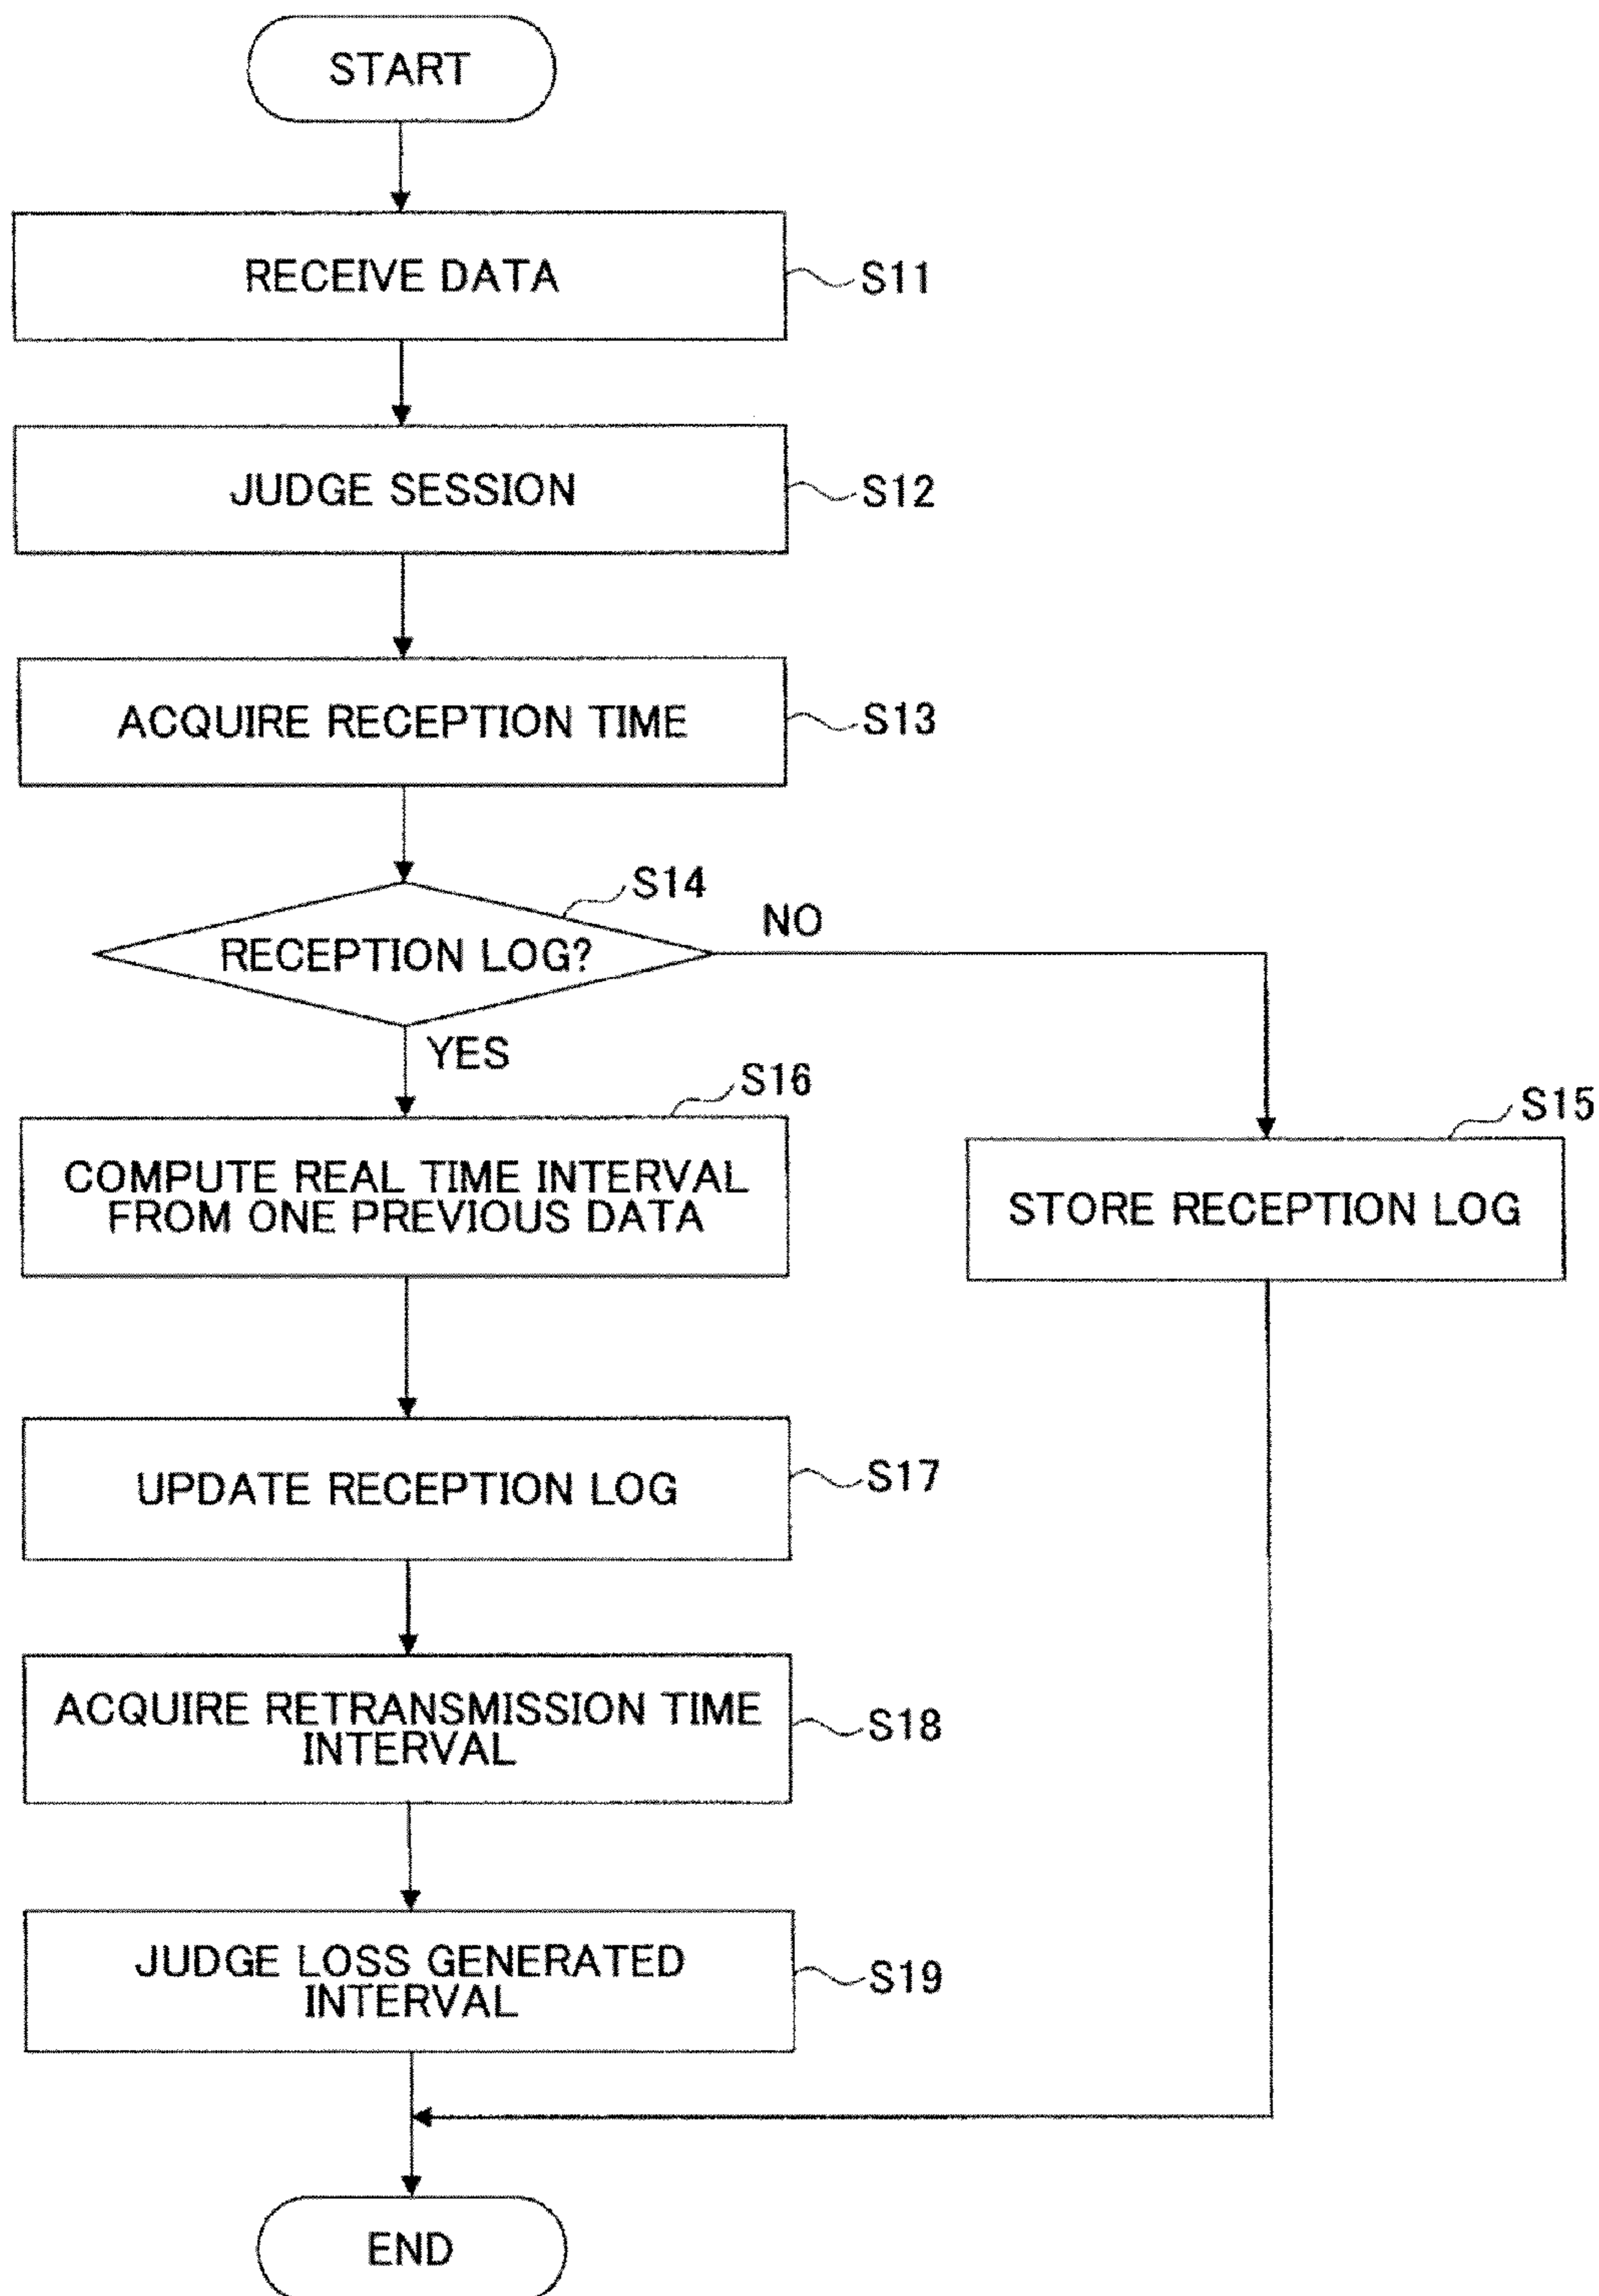 START
RECEIVE DATA
S11
JUDGE SESSION
S12
ACQUIRE RECEPTION TIME
S13
S14
RECEPTION LOG?
NO
YES
S16
COMPUTE REAL TIME INTERVAL
FROM ONE PREVIOUS DATA
S15
STORE RECEPTION LOG
UPDATE RECEPTION LOG
S17
ACQUIRE RETRANSMISSION TIME
INTERVAL
S18
JUDGE LOSS GENERATED
INTERVAL
S19
END